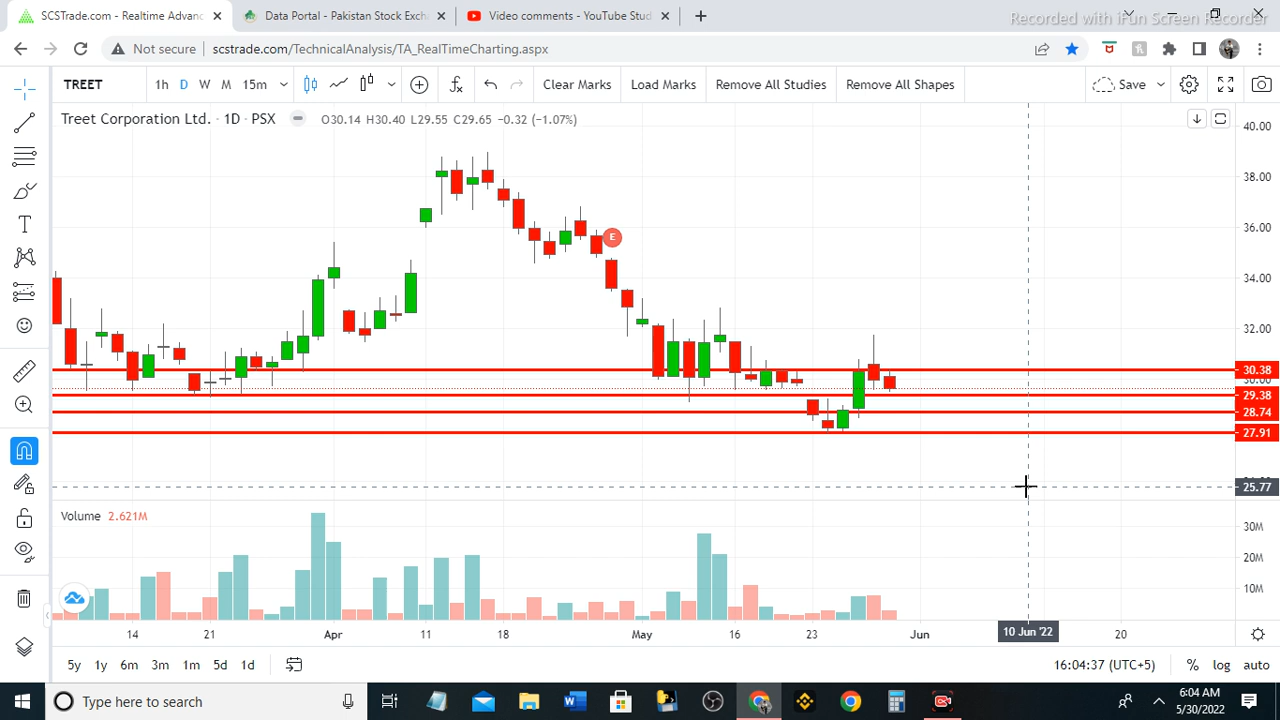 SCSTrade.com - Realtime Advanc
Data Portal - Pakistan Stock Exch
Video comments - YouTube Stud
Recorded with iFun Screen Recorder
Not secure
scstrade.com/TechnicalAnalysis/TA_RealTimeCharting.aspx
TREET
1h D W M 15m
Clear Marks
Load Marks
Remove All Studies
Remove All Shapes
Save
Treet Corporation Ltd. · 1D · PSX
O30.14 H30.40 L29.55 C29.65 −0.32 (−1.07%)
40.00
38.00
36.00
E
34.00
32.00
30.38
30.00
29.38
28.74
27.91
25.77
Volume 2.621M
30M
20M
10M
14 21 Apr 11 18 May 16 23 Jun 10 Jun '22 20
5y 1y 6m 3m 1m 5d 1d
16:04:37 (UTC+5)
% log auto
Type here to search
6:04 AM
5/30/2022